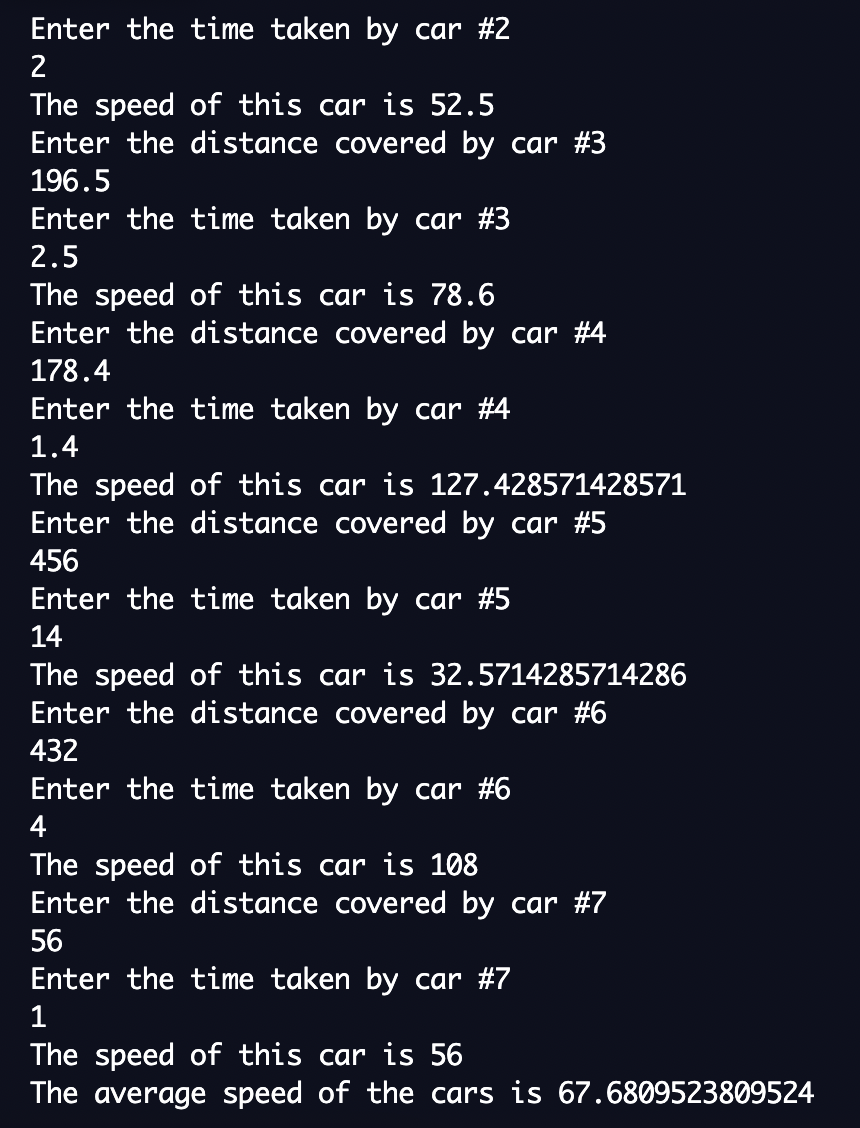 Enter the time taken by car #2
2
The speed of this car is 52.5
Enter the distance covered by car #3
196.5
Enter the time taken by car #3
2.5
The speed of this car is 78.6
Enter the distance covered by car #4
178.4
Enter the time taken by car #4
1.4
The speed of this car is 127.428571428571
Enter the distance covered by car #5
456
Enter the time taken by car #5
14
The speed of this car is 32.5714285714286
Enter the distance covered by car #6
432
Enter the time taken by car #6
4
The speed of this car is 108
Enter the distance covered by car #7
56
Enter the time taken by car #7
1
The speed of this car is 56
The average speed of the cars is 67.6809523809524